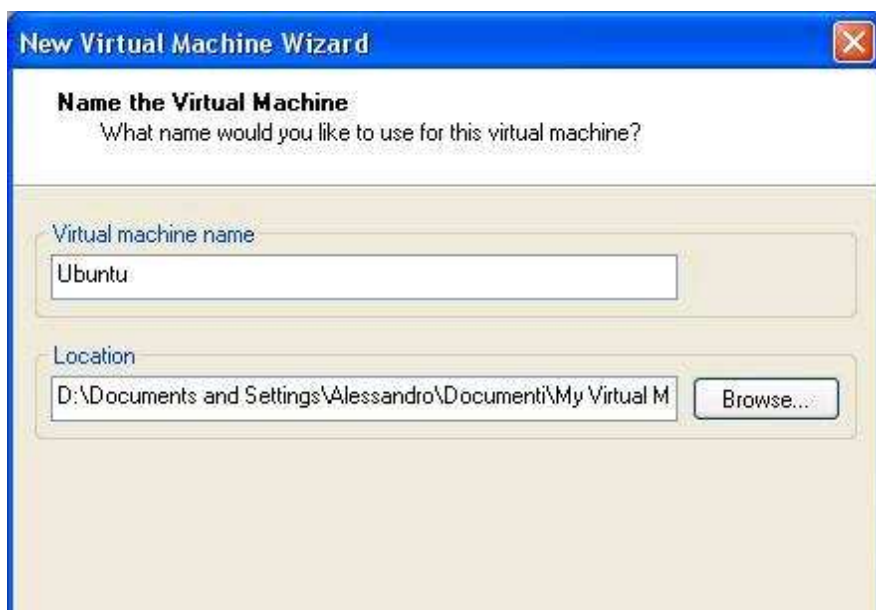 New Virtual Machine Wizard
Name the Virtual Machine
What name would you like to use for this virtual machine?
Virtual machine name
Ubuntu
Location
D:\Documents and Settings\Alessandro\Documenti\My Virtual M
Browse...